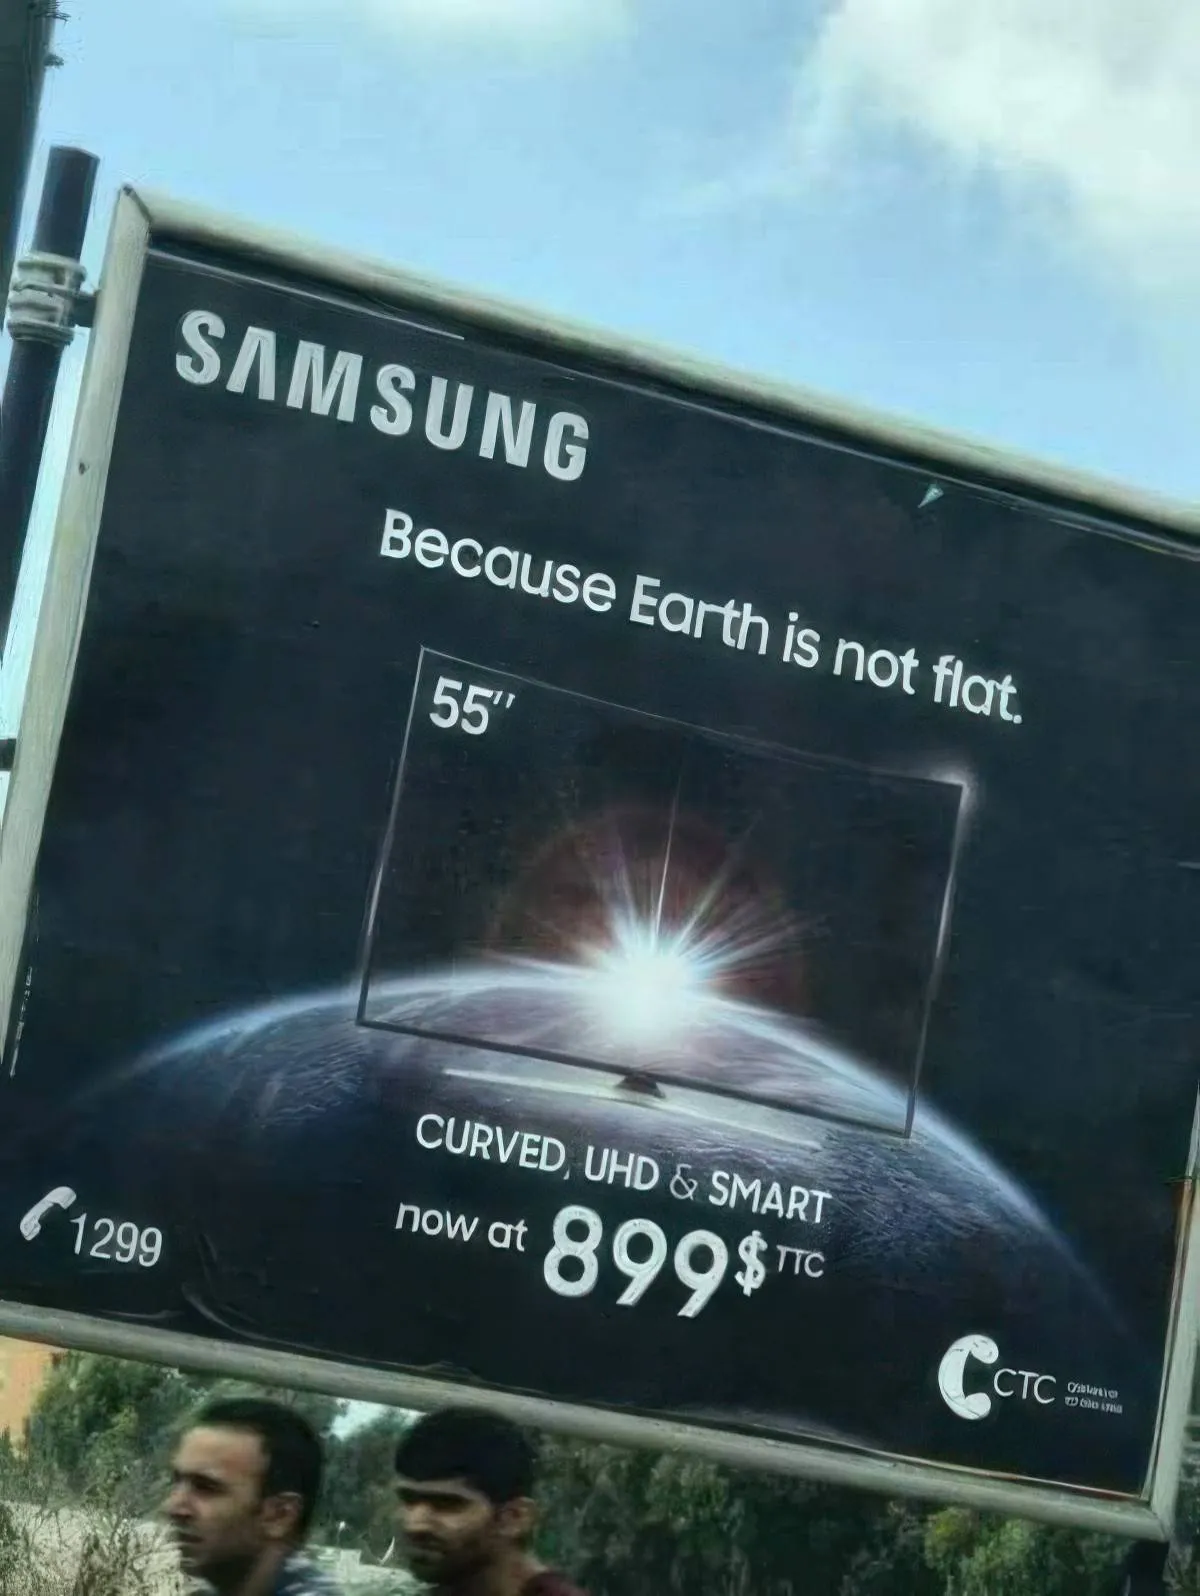 SAMSUNG
Because Earth is not flat.
55"
CURVED, UHD & SMART
now at 899$ TTC
1299
CTC